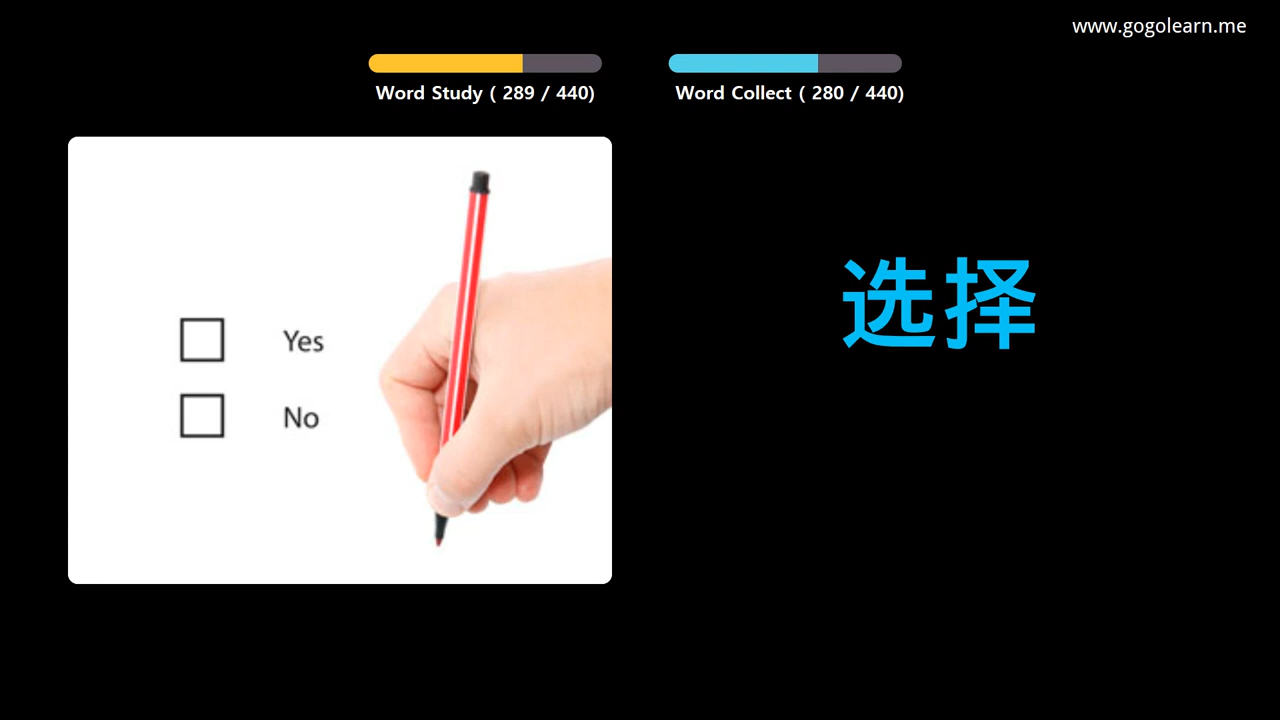 www.gogolearn.me
Word Study ( 289 / 440)
Word Collect ( 280 / 440)
选择
Yes
No